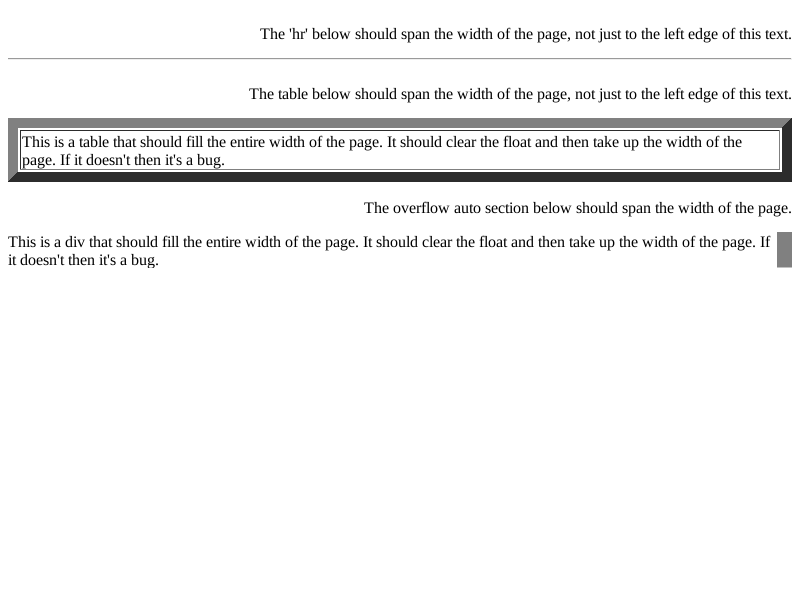 The 'hr' below should span the width of the page, not just to the left edge of this text.
The table below should span the width of the page, not just to the left edge of this text.
This is a table that should fill the entire width of the page. It should clear the float and then take up the width of the
page. If it doesn't then it's a bug.
The overflow auto section below should span the width of the page.
This is a div that should fill the entire width of the page. It should clear the float and then take up the width of the page. If
it doesn't then it's a bug.